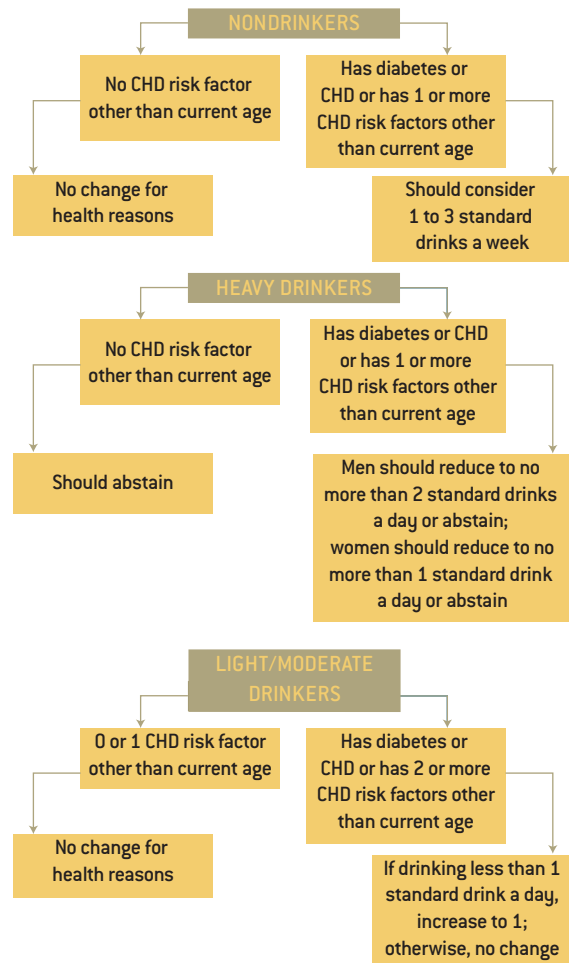 NONDRINKERS
No CHD risk factor
other than current age
Has diabetes or
CHD or has 1 or more
CHD risk factors other
than current age
No change for
health reasons
Should consider
1 to 3 standard
drinks a week
HEAVY DRINKERS
No CHD risk factor
other than current age
Has diabetes or CHD
or has 1 or more
CHD risk factors other
than current age
Should abstain
Men should reduce to no
more than 2 standard drinks
a day or abstain;
women should reduce to no
more than 1 standard drink
a day or abstain
LIGHT/MODERATE
DRINKERS
0 or 1 CHD risk factor
other than current age
Has diabetes or
CHD or has 2 or more
CHD risk factors other
than current age
No change for
health reasons
If drinking less than 1
standard drink a day,
increase to 1;
otherwise, no change